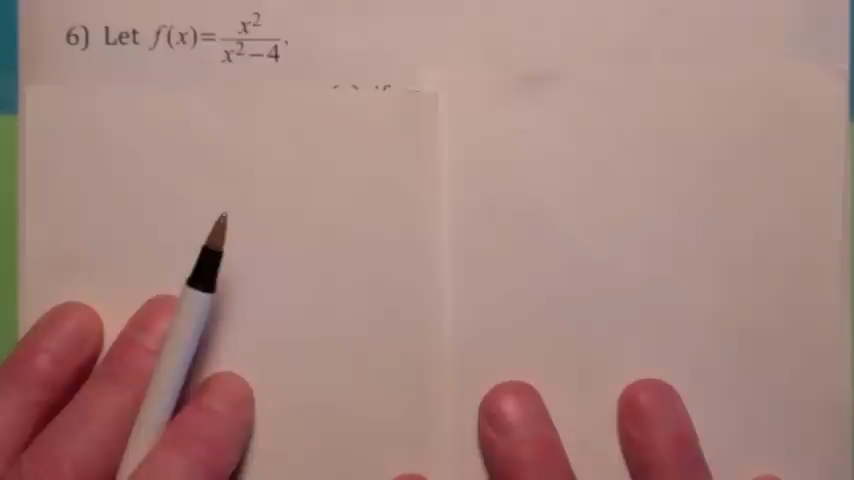 6) Let f(x)= x²/x²−4.